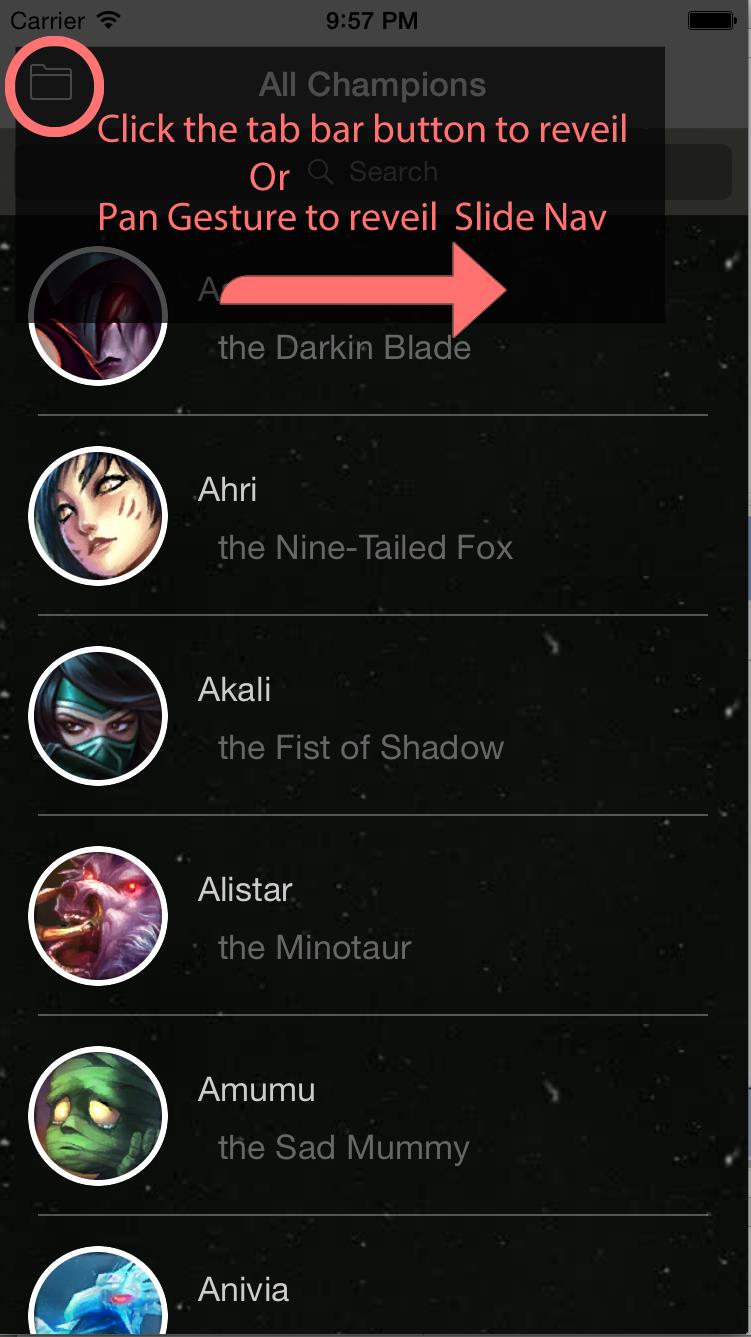 Carrier 9:57 PM
All Champions
Click the tab bar button to reveil
Or
Search
Pan Gesture to reveil Slide Nav
the Darkin Blade
Ahri
the Nine-Tailed Fox
Akali
the Fist of Shadow
Alistar
the Minotaur
Amumu
the Sad Mummy
Anivia